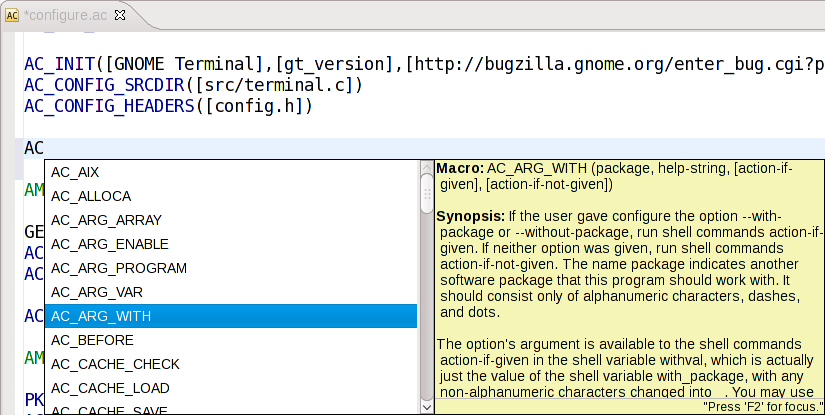 AC *configure.ac
AC_INIT([GNOME Terminal],[gt_version],[http://bugzilla.gnome.org/enter_bug.cgi?p
AC_CONFIG_SRCDIR([src/terminal.c])
AC_CONFIG_HEADERS([config.h])
AC
AM
GE
AC
AC
AC
AM
PK
AC_AIX
AC_ALLOCA
AC_ARG_ARRAY
AC_ARG_ENABLE
AC_ARG_PROGRAM
AC_ARG_VAR
AC_ARG_WITH
AC_BEFORE
AC_CACHE_CHECK
AC_CACHE_LOAD
AC_CACHE_SAVE
Macro: AC_ARG_WITH (package, help-string, [action-if-
given], [action-if-not-given])
Synopsis: If the user gave configure the option --with-
package or --without-package, run shell commands action-if-
given. If neither option was given, run shell commands
action-if-not-given. The name package indicates another
software package that this program should work with. It
should consist only of alphanumeric characters, dashes,
and dots.
The option's argument is available to the shell commands
action-if-given in the shell variable withval, which is actually
just the value of the shell variable with_package, with any
non-alphanumeric characters changed into _. You may use
"Press 'F2' for focus."